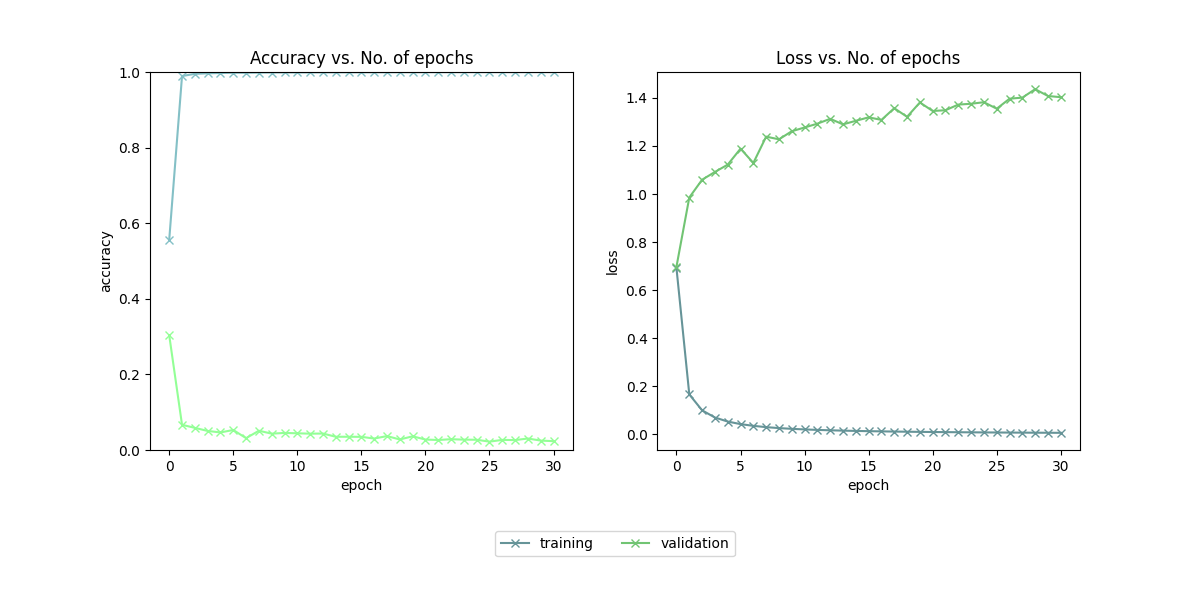 Accuracy vs. No. of epochs
1.0
0.8
0.6
0.4
0.2
0.0
accuracy
0 5 10 15 20 25 30
epoch
Loss vs. No. of epochs
1.4
1.2
1.0
0.8
0.6
0.4
0.2
0.0
loss
0 5 10 15 20 25 30
epoch
training validation